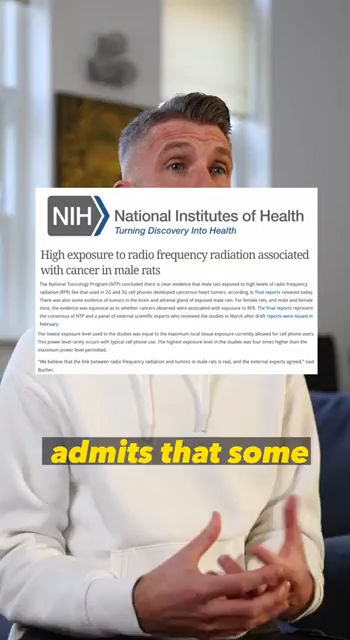 NIH
National Institutes of Health
Turning Discovery Into Health
High exposure to radio frequency radiation associated
with cancer in male rats
The National Toxicology Program (NTP) concluded there is clear evidence that male rats exposed to high levels of radio frequency
radiation (RFR) like that used in 2G and 3G cell phones developed cancerous heart tumors, according to final reports released today.
There was also some evidence of tumors in the brain and adrenal gland of exposed male rats. For female rats, and male and female
mice, the evidence was equivocal as to whether cancers observed were associated with exposure to RFR. The final reports represent
the consensus of NTP and a panel of external scientific experts who reviewed the studies in March after draft reports were issued in
February.
The lowest exposure level used in the studies was equal to the maximum local tissue exposure currently allowed for cell phone users.
This power level rarely occurs with typical cell phone use. The highest exposure level in the studies was four times higher than the
maximum power level permitted.
"We believe that the link between radio frequency radiation and tumors in male rats is real, and the external experts agreed," said
Bucher.
admits that some